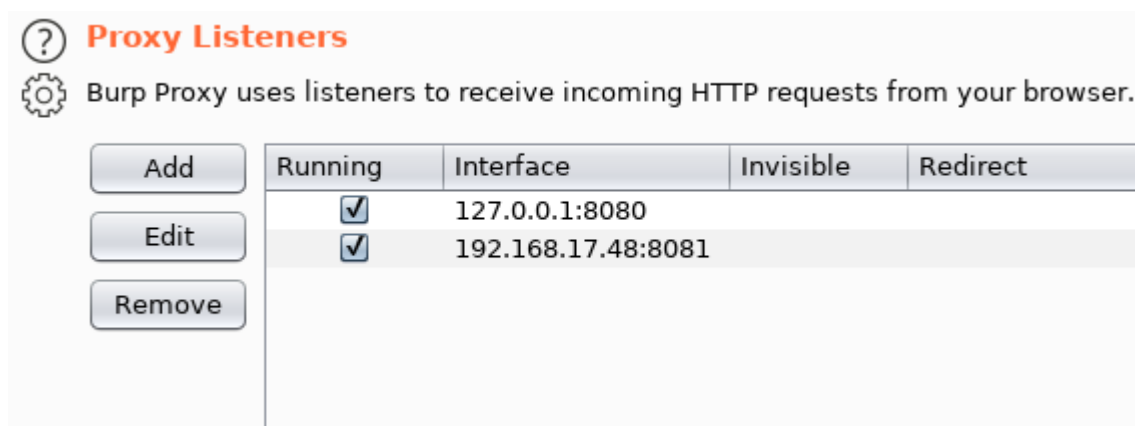 Proxy Listeners
Burp Proxy uses listeners to receive incoming HTTP requests from your browser.
Add
Edit
Remove
Running Interface Invisible Redirect
127.0.0.1:8080
192.168.17.48:8081